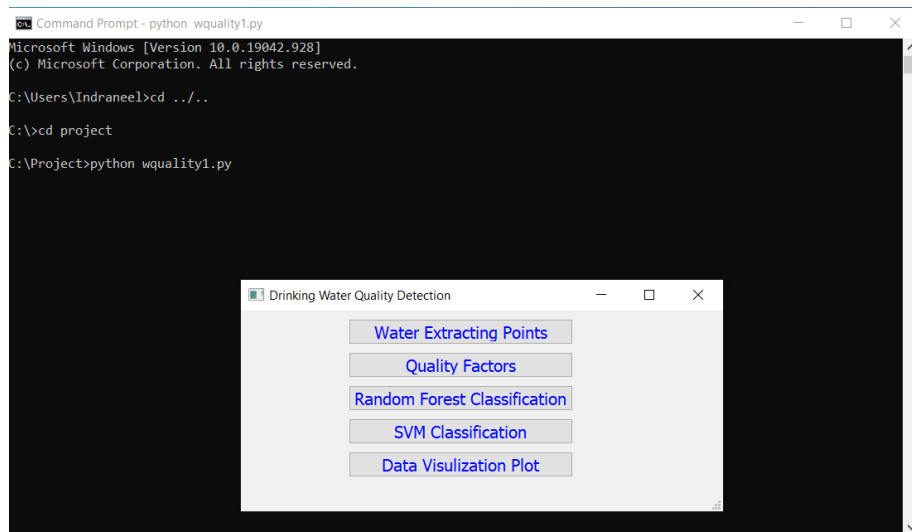 Command Prompt - python wquality1.py
Microsoft Windows [Version 10.0.19042.928]
(c) Microsoft Corporation. All rights reserved.
C:\Users\Indraneel>cd ../..
C:\>cd project
C:\Project>python wquality1.py
Drinking Water Quality Detection
Water Extracting Points
Quality Factors
Random Forest Classification
SVM Classification
Data Visulization Plot